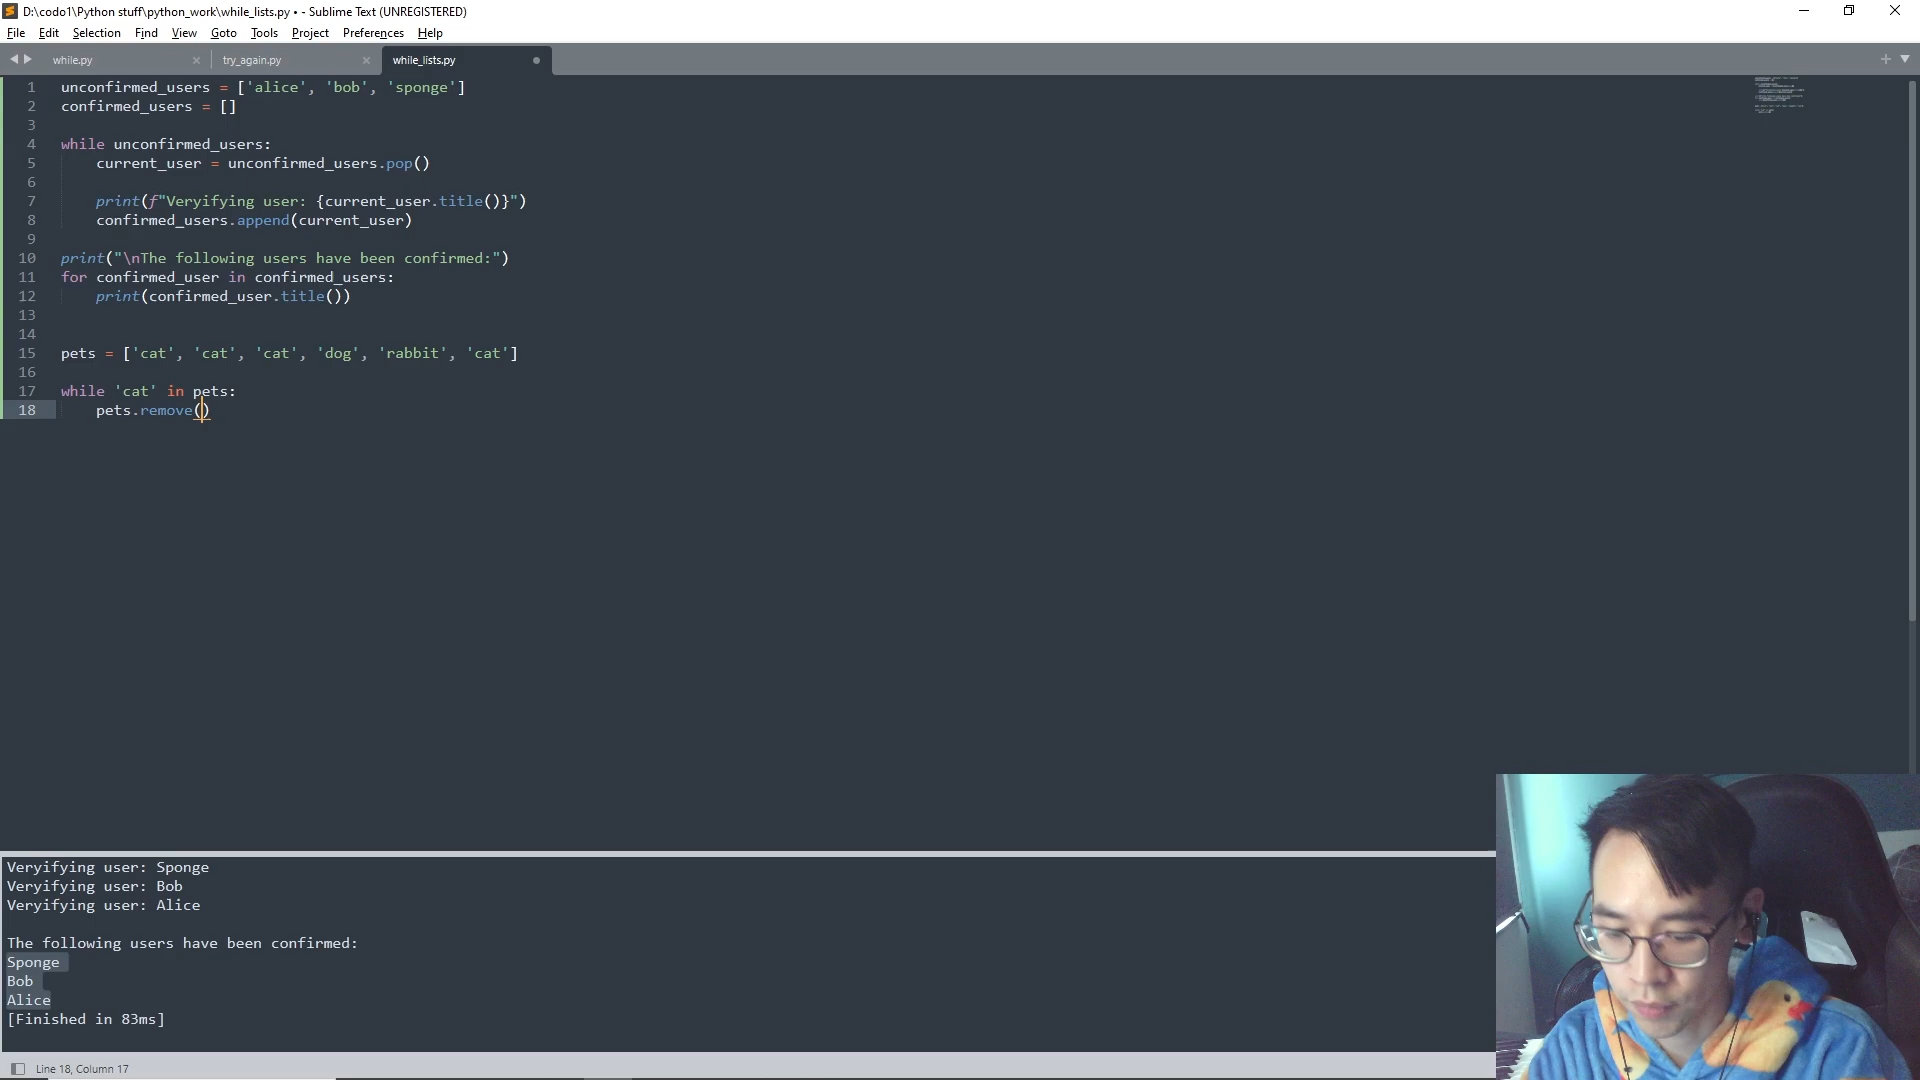 D:\codo1\Python stuff\python_work\while_lists.py • - Sublime Text (UNREGISTERED)
File Edit Selection Find View Goto Tools Project Preferences Help
while.py try_again.py while_lists.py
1 unconfirmed_users = ['alice', 'bob', 'sponge']
2 confirmed_users = []
3
4 while unconfirmed_users:
5 current_user = unconfirmed_users.pop()
6
7 print(f"Veryifying user: {current_user.title()}")
8 confirmed_users.append(current_user)
9
10 print("\nThe following users have been confirmed:")
11 for confirmed_user in confirmed_users:
12 print(confirmed_user.title())
13
14
15 pets = ['cat', 'cat', 'cat', 'dog', 'rabbit', 'cat']
16
17 while 'cat' in pets:
18 pets.remove()
Veryifying user: Sponge
Veryifying user: Bob
Veryifying user: Alice
The following users have been confirmed:
Sponge
Bob
Alice
[Finished in 83ms]
Line 18, Column 17